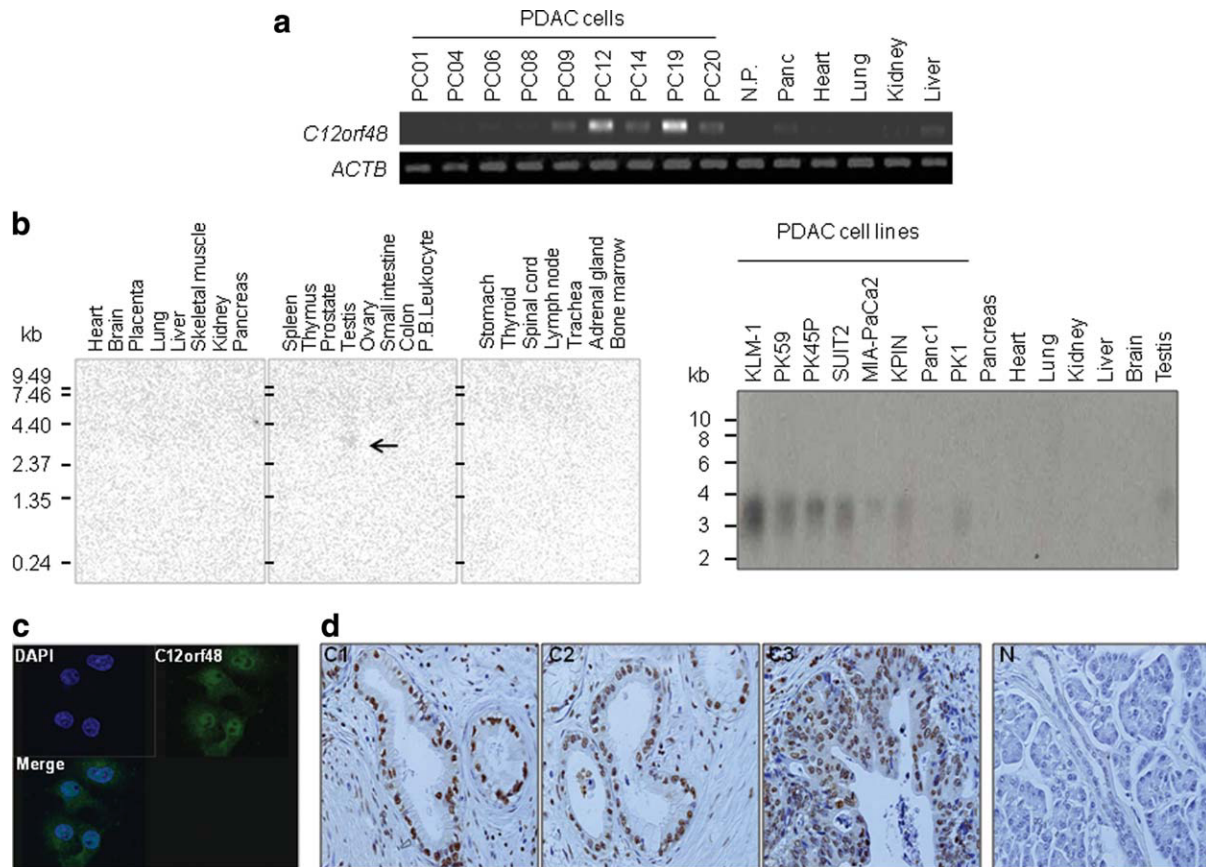 a
PDAC cells
PC01 PC04 PC06 PC08 PC09 PC12 PC14 PC19 PC20 N.P. Panc Heart Lung Kidney Liver
C12orf48
ACTB
b
Heart Brain Placenta Lung Liver Skeletal muscle Kidney Pancreas
Spleen Thymus Prostate Testis Ovary Small intestine Colon P.B.Leukocyte
Stomach Thyroid Spinal cord Lymph node Trachea Adrenal gland Bone marrow
kb
9.49
7.46
4.40
2.37
1.35
0.24
PDAC cell lines
KLM-1 PK59 PK45P SUIT2 MIA-PaCa2 KPIN Panc1 PK1 Pancreas Heart Lung Kidney Liver Brain Testis
kb
10
8
6
4
3
2
c
DAPI C12orf48
Merge
d
C1 C2 C3 N